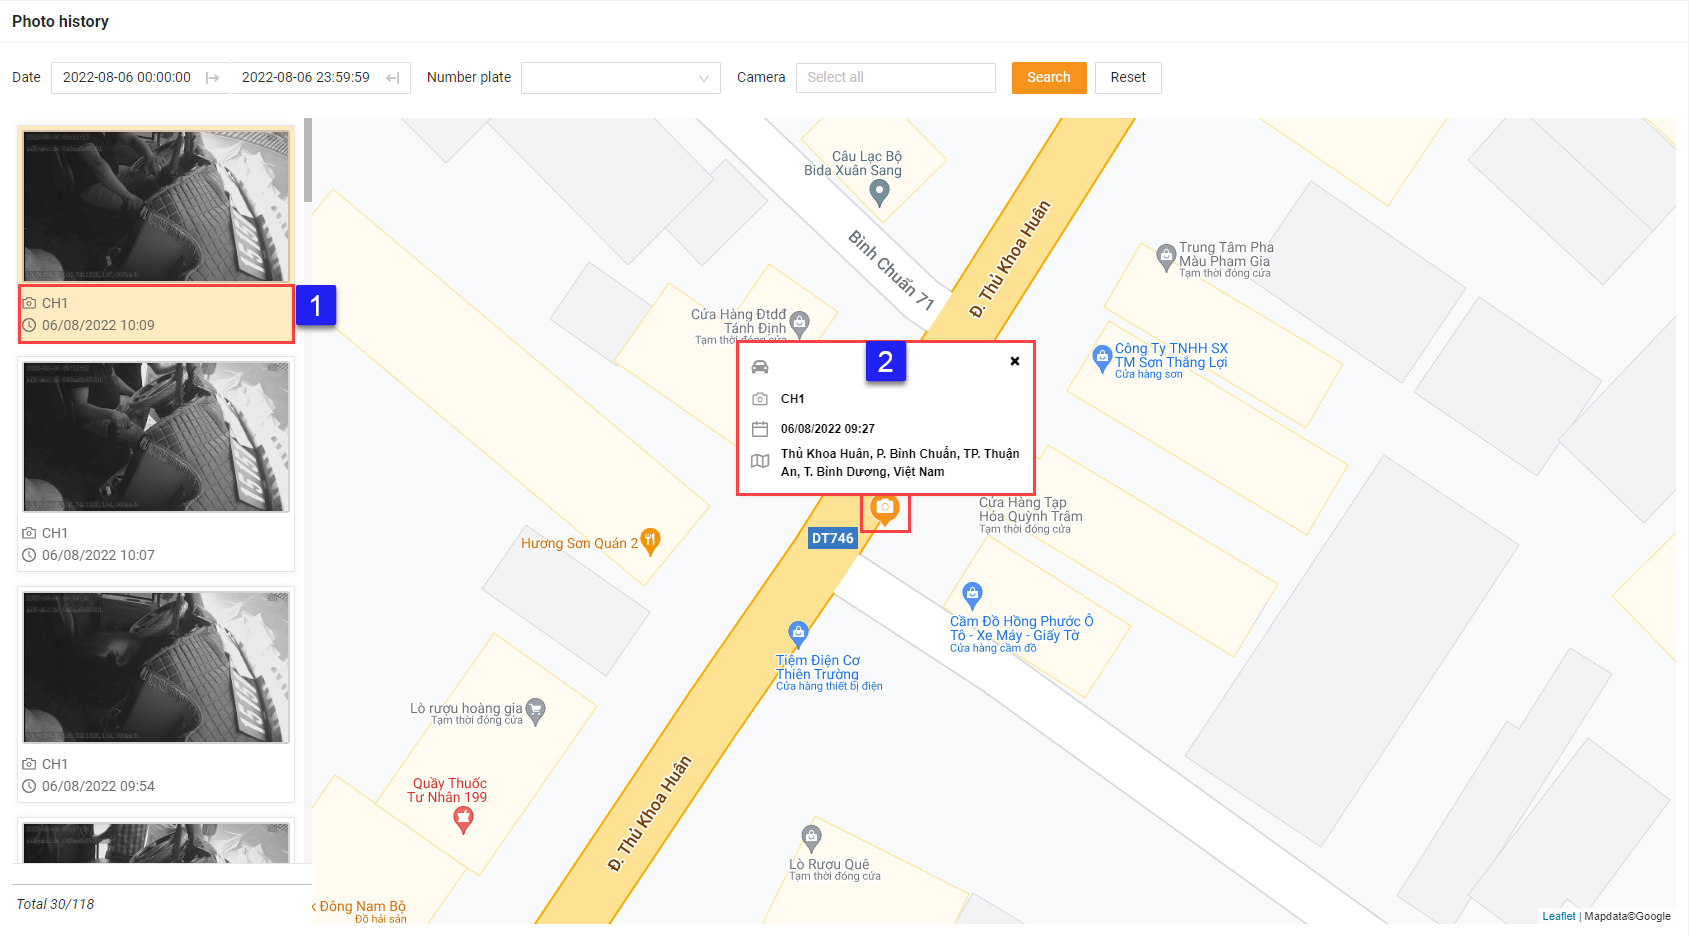 Photo history
Date
2022-08-06 00:00:00
2022-08-06 23:59:59
Number plate
Camera
Select all
Search
Reset
CH1
06/08/2022 10:09
1
CH1
06/08/2022 10:07
CH1
06/08/2022 09:54
Total 30/118
Câu Lạc Bộ
Bida Xuân Sang
Bình Chuẩn 71
Đ. Thủ Khoa Huân
Trung Tâm Pha
Màu Pham Gia
Tạm thời đóng cửa
Cửa Hàng Đtdđ
Tánh Định
Tạm thời đóng cửa
Công Ty TNHH SX
TM Sơn Thắng Lợi
Cửa hàng sơn
2
CH1
06/08/2022 09:27
Thủ Khoa Huân, P. Bình Chuẩn, TP. Thuận
An, T. Bình Dương, Việt Nam
Cửa Hàng Tạp
Hóa Quỳnh Trâm
Tạm thời đóng cửa
DT746
Hương Sơn Quán 2
Cầm Đồ Hồng Phước Ô
Tô - Xe Máy - Giấy Tờ
Cửa hàng cầm đồ
Tiệm Điện Cơ
Thiên Trường
Cửa hàng thiết bị điện
Lò rượu hoàng gia
Tạm thời đóng cửa
Quầy Thuốc
Tư Nhân 199
Đ. Thủ Khoa Huân
Lò Rượu Quê
Tạm thời đóng cửa
k Đông Nam Bộ
Đồ hải sản
Leaflet | Mapdata©Google